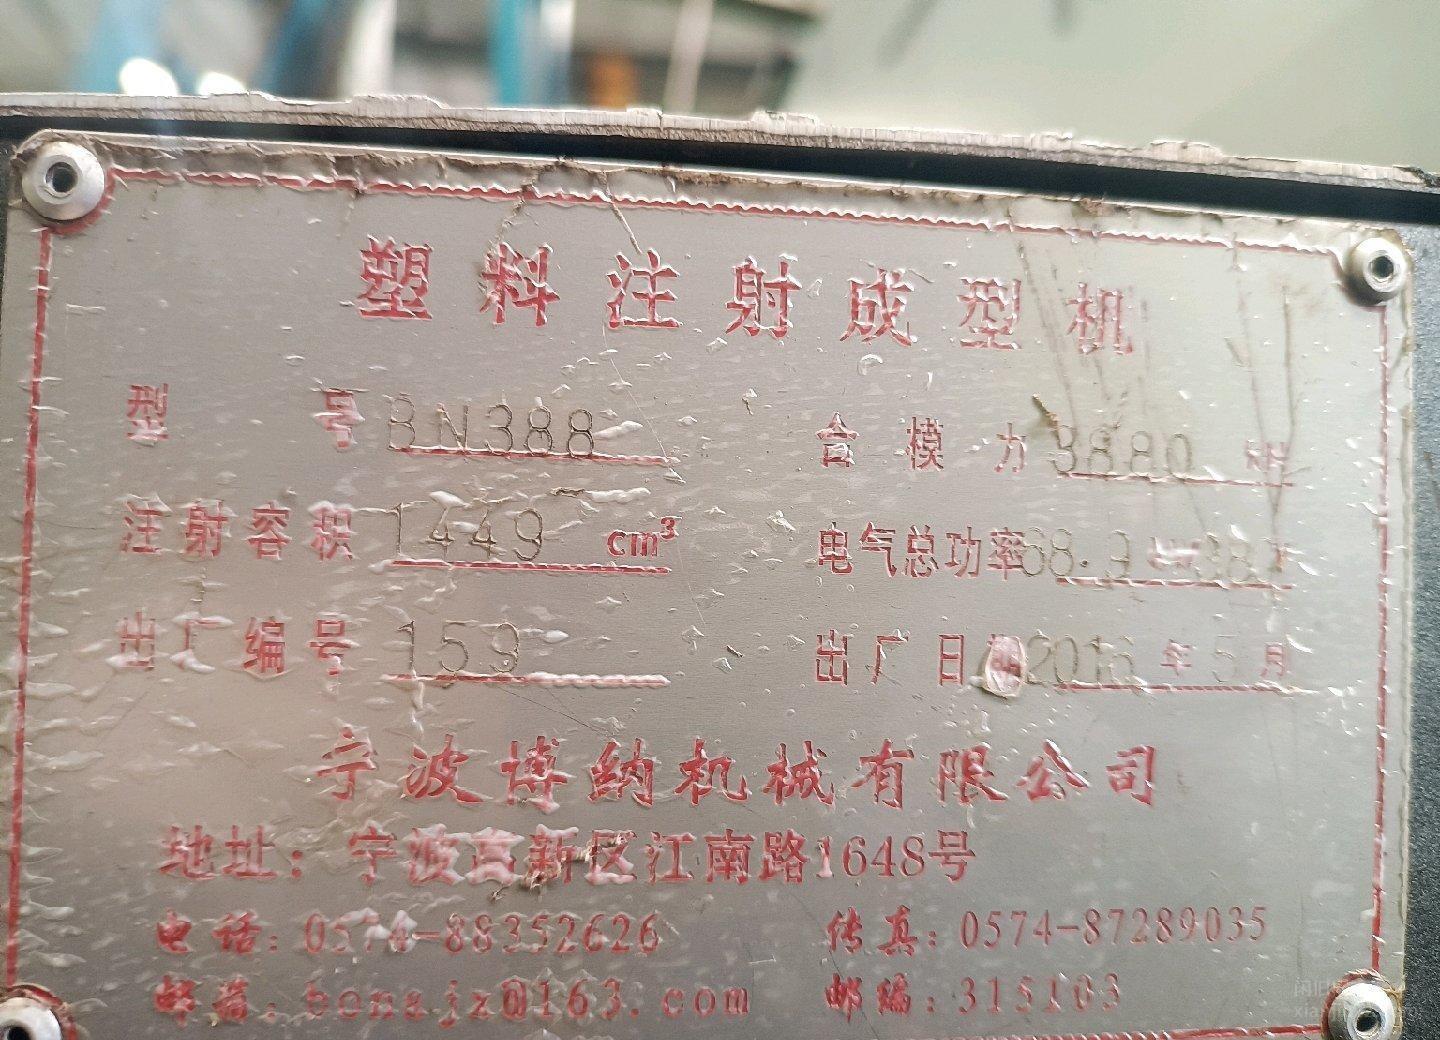 塑料注射成型机
型 号 BN388 合模力 3880 kN
注射容积 1449 cm³ 电气总功率 68.9 kW
出厂编号 159 出厂日期 2016 年 5 月
宁波博纳机械有限公司
地址：宁波高新区江南路1648号
电话：0574-88352626 传真：0574-87289035
邮箱：bonajx@163.com 邮编：315103